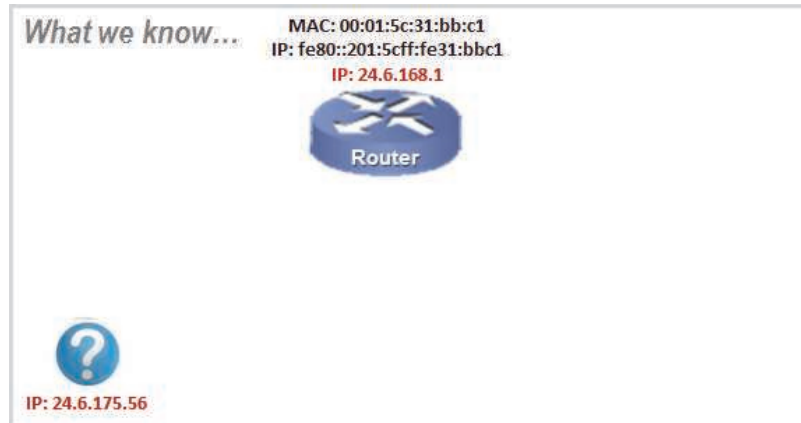 What we know...
MAC: 00:01:5c:31:bb:c1
IP: fe80::201:5cff:fe31:bbc1
IP: 24.6.168.1
Router
?
IP: 24.6.175.56